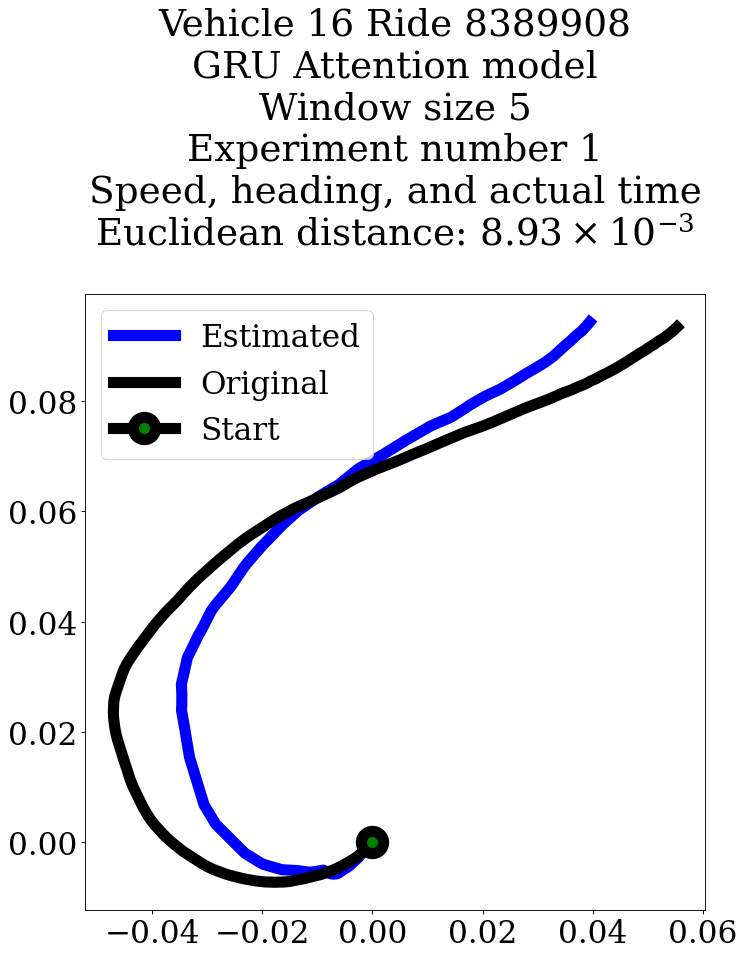 Vehicle 16 Ride 8389908
GRU Attention model
Window size 5
Experiment number 1
Speed, heading, and actual time
Euclidean distance: 8.93 × 10⁻³
Estimated
Original
Start
0.08
0.06
0.04
0.02
0.00
−0.04 −0.02 0.00 0.02 0.04 0.06